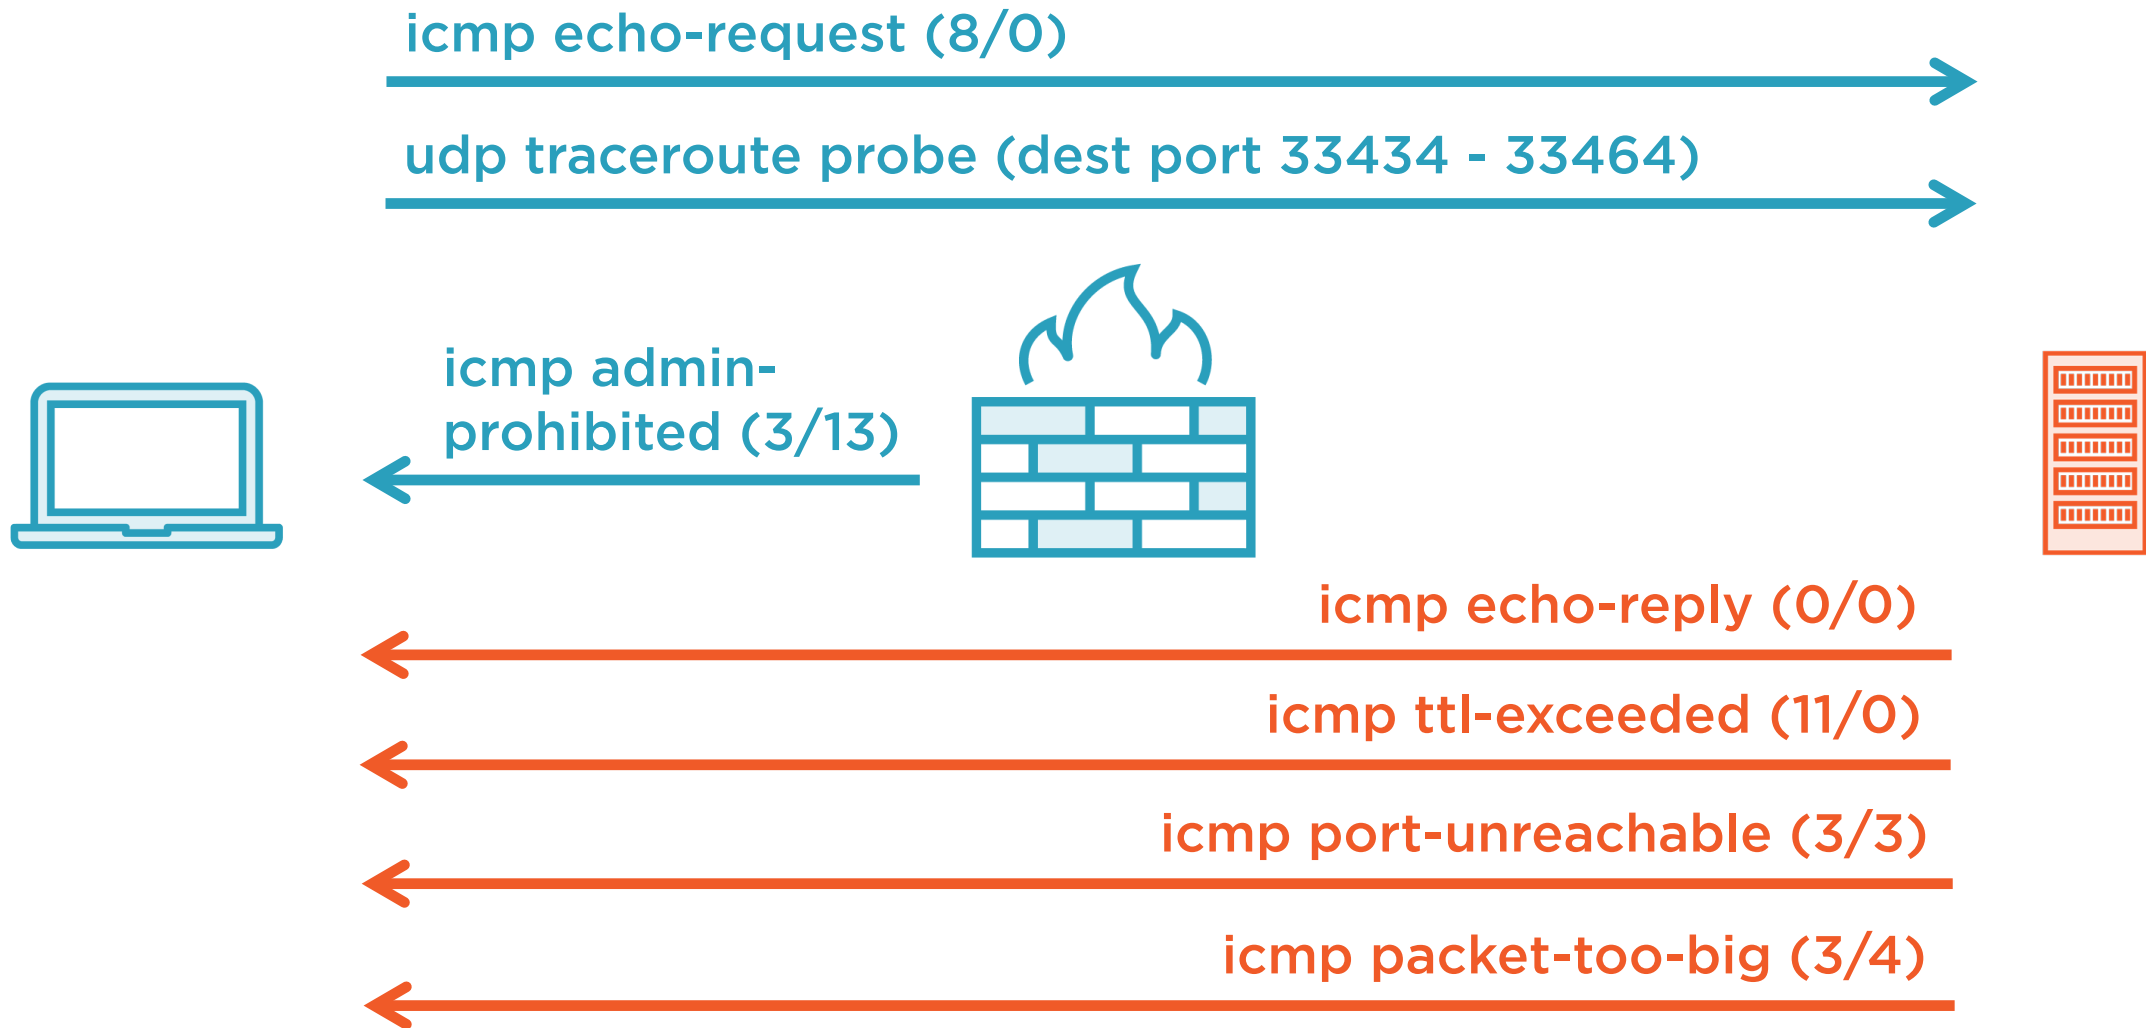 icmp echo-request (8/0)
udp traceroute probe (dest port 33434 - 33464)
icmp admin-
prohibited (3/13)
icmp echo-reply (0/0)
icmp ttl-exceeded (11/0)
icmp port-unreachable (3/3)
icmp packet-too-big (3/4)